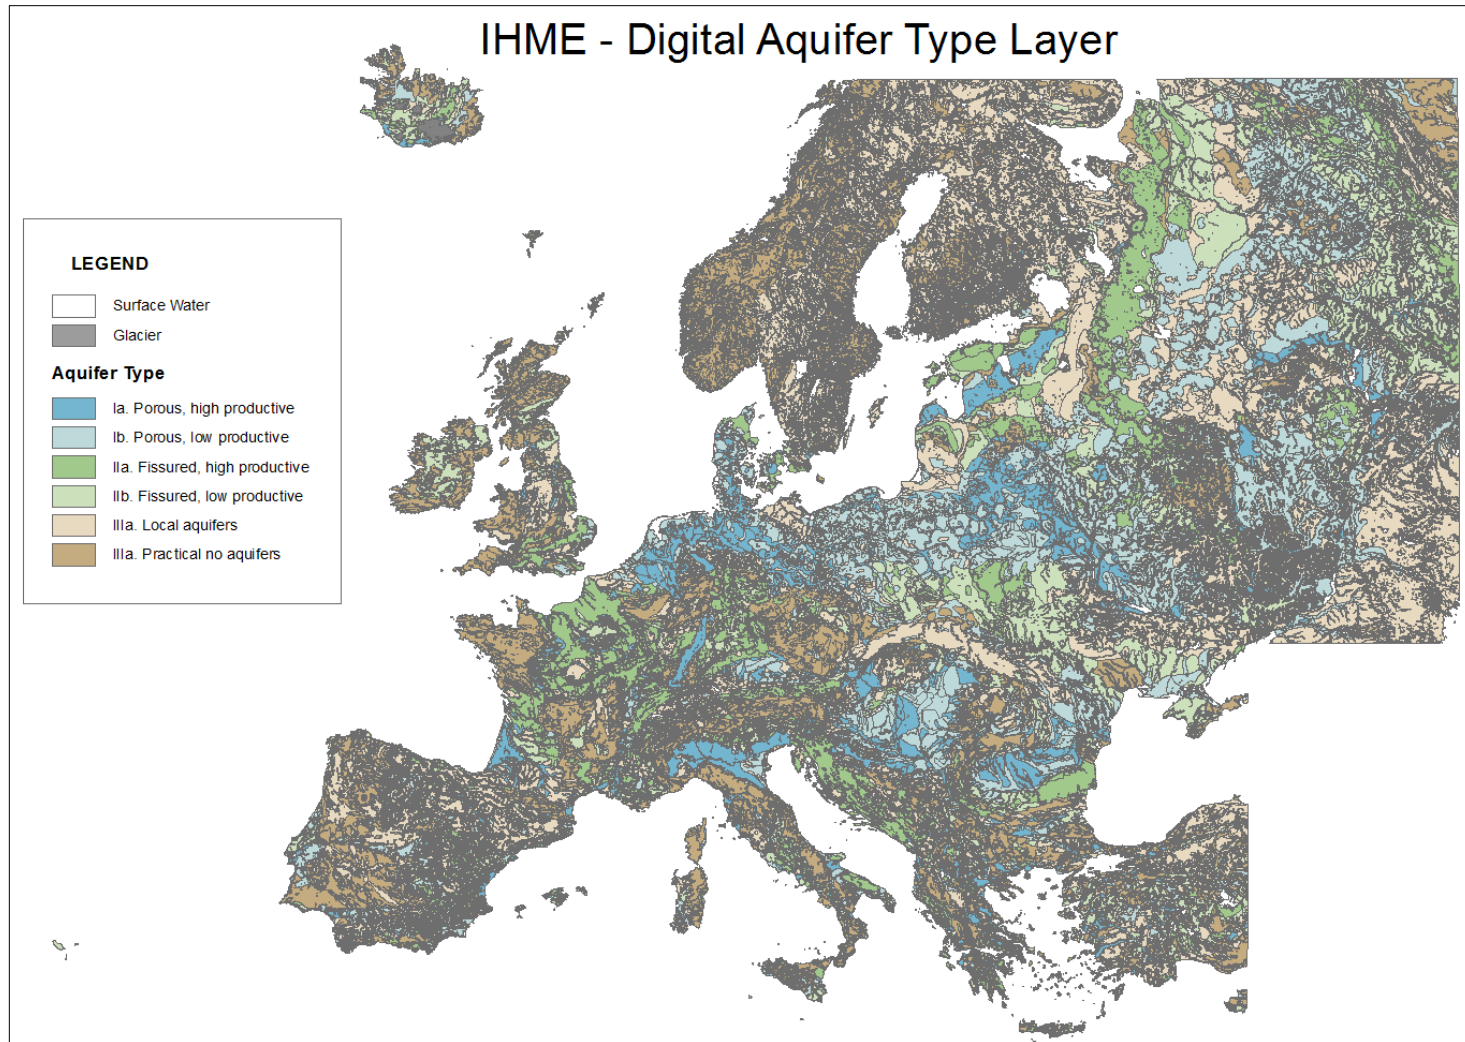 IHME - Digital Aquifer Type Layer
LEGEND
Surface Water
Glacier
Aquifer Type
Ia. Porous, high productive
Ib. Porous, low productive
IIa. Fissured, high productive
IIb. Fissured, low productive
IIIa. Local aquifers
IIIa. Practical no aquifers